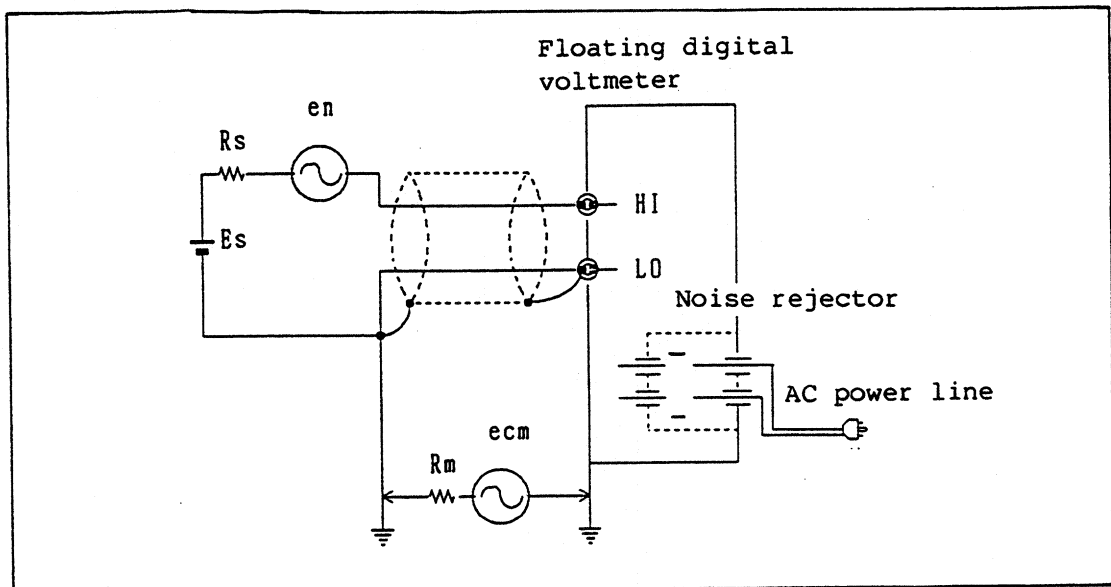 Floating digital
voltmeter
en
Rs
HI
Es
LO
Noise rejector
AC power line
ecm
Rm